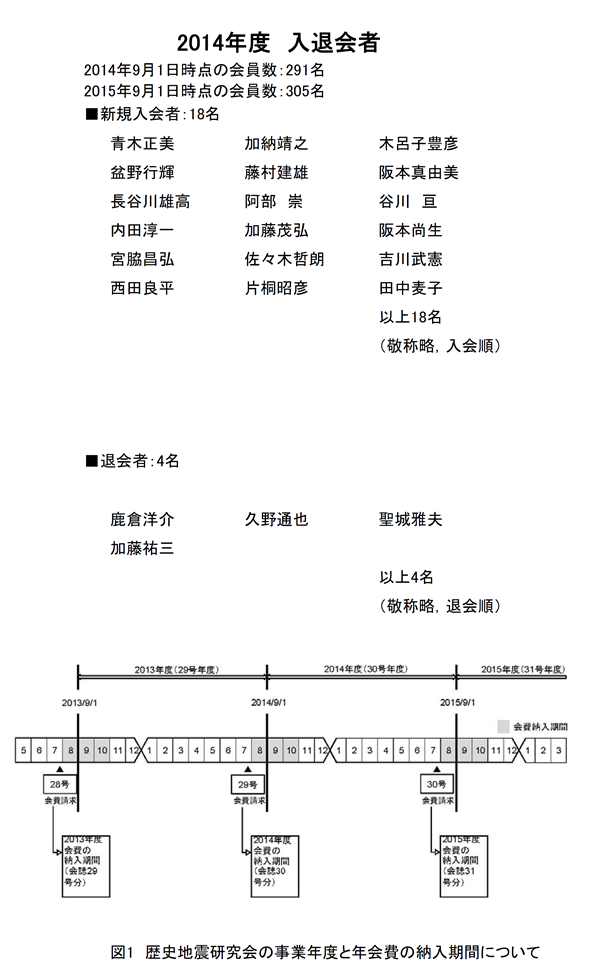 2014年度　入退会者
2014年9月1日時点の会員数：291名
2015年9月1日時点の会員数：305名
■新規入会者：18名
青木正美　加納靖之　木呂子豊彦
盆野行輝　藤村建雄　阪本真由美
長谷川雄高　阿部　崇　谷川　亘
内田淳一　加藤茂弘　阪本尚生
宮脇昌弘　佐々木哲朗　吉川武憲
西田良平　片桐昭彦　田中麦子
以上18名
（敬称略，入会順）
■退会者：4名
鹿倉洋介　久野通也　聖城雅夫
加藤祐三
以上4名
（敬称略，退会順）
2013年度（29号年度）　2014年度（30号年度）　2015年度（31号年度）
2013/9/1　2014/9/1　2015/9/1
会費納入期間
5 6 7 8 9 10 11 12 1 2 3 4 5 6 7 8 9 10 11 12 1 2 3 4 5 6 7 8 9 10 11 12 1 2 3
28号　29号　30号
会費請求　会費請求　会費請求
2013年度　2014年度　2015年度
会費の　会費の　会費の
納入期間　納入期間　納入期間
（会誌29　（会誌30　（会誌31
号分）　号分）　号分）
図1　歴史地震研究会の事業年度と年会費の納入期間について